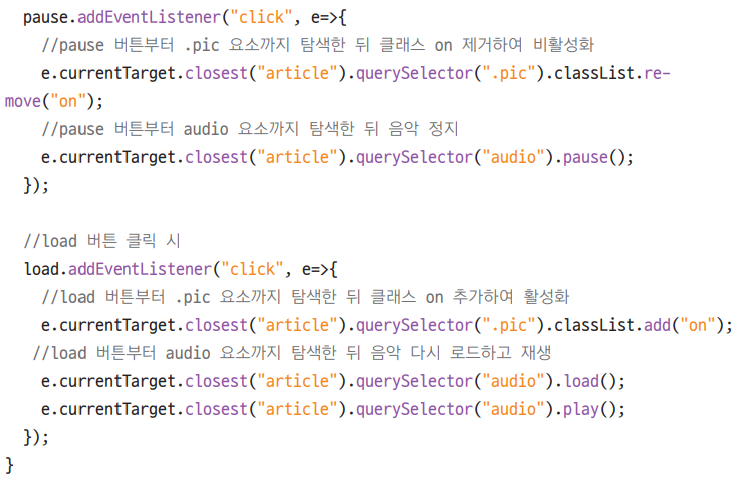 pause.addEventListener("click", e=>{
//pause 버튼부터 .pic 요소까지 탐색한 뒤 클래스 on 제거하여 비활성화
e.currentTarget.closest("article").querySelector(".pic").classList.re-
move("on");
//pause 버튼부터 audio 요소까지 탐색한 뒤 음악 정지
e.currentTarget.closest("article").querySelector("audio").pause();
});
//load 버튼 클릭 시
load.addEventListener("click", e=>{
//load 버튼부터 .pic 요소까지 탐색한 뒤 클래스 on 추가하여 활성화
e.currentTarget.closest("article").querySelector(".pic").classList.add("on");
//load 버튼부터 audio 요소까지 탐색한 뒤 음악 다시 로드하고 재생
e.currentTarget.closest("article").querySelector("audio").load();
e.currentTarget.closest("article").querySelector("audio").play();
});
}